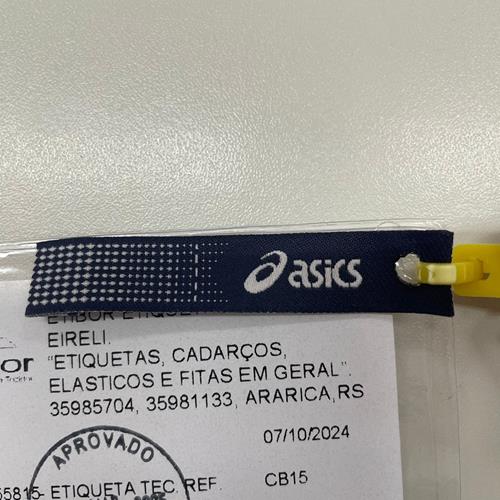 asics
EIRELI.
"ETIQUETAS, CADARÇOS,
ELASTICOS E FITAS EM GERAL".
35985704, 35981133, ARARICA,RS
07/10/2024
APROVADO
55815- ETIQUETA TEC. REF. CB15